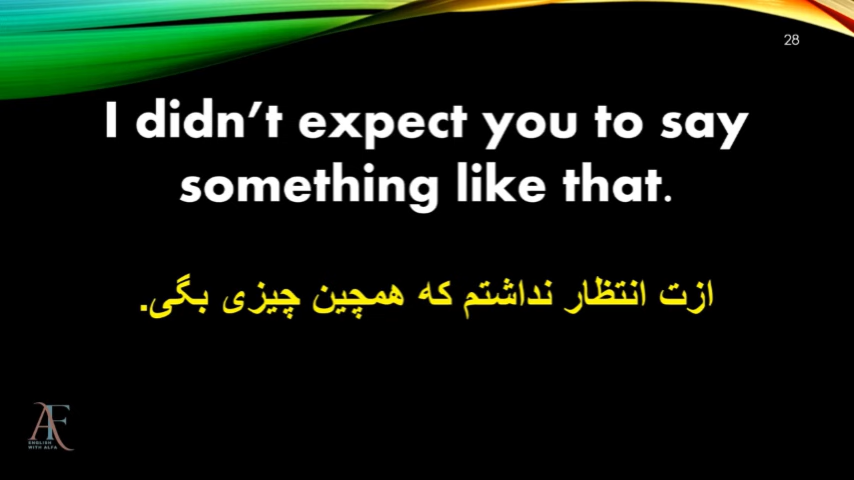 28
I didn't expect you to say
something like that.
ازت انتظار نداشتم که همچین چیزی بگی.
AF
ENGLISH
WITH ALFA